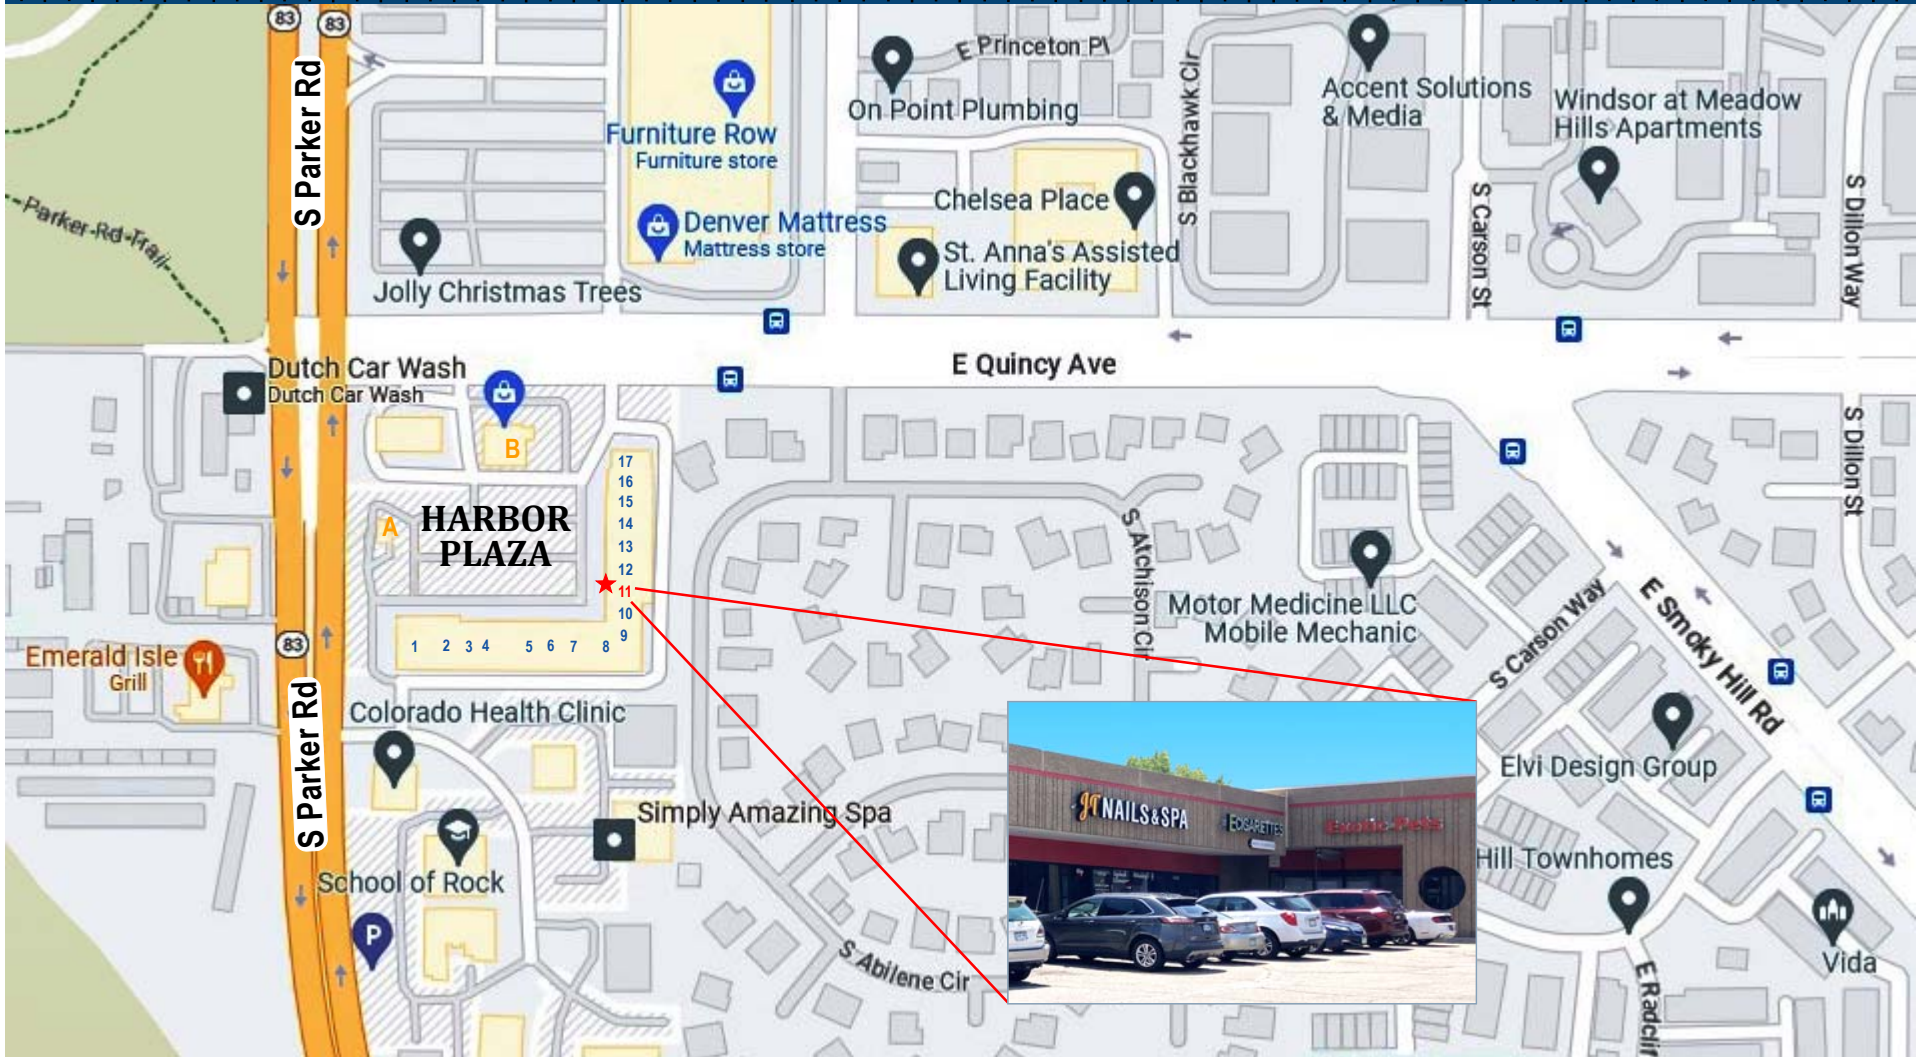 83
83
S Parker Rd
E Princeton Pl
On Point Plumbing
S Blackhawk Cir
Accent Solutions
& Media
Windsor at Meadow
Hills Apartments
Furniture Row
Furniture store
Chelsea Place
Denver Mattress
Mattress store
St. Anna's Assisted
Living Facility
S Carson St
S Dillon Way
Parker Rd Trail
Jolly Christmas Trees
E Quincy Ave
Dutch Car Wash
Dutch Car Wash
B
A
HARBOR
PLAZA
17
16
15
14
13
12
11
10
9
1 2 3 4 5 6 7 8
S Dillon St
S Atchison Cir
Motor Medicine LLC
Mobile Mechanic
S Carson Way
E Smoky Hill Rd
83
Emerald Isle
Grill
S Parker Rd
Colorado Health Clinic
Simply Amazing Spa
School of Rock
P
S Abilene Cir
JT NAILS & SPA
ECIGARETTES
Exotic Pets
Elvi Design Group
Hill Townhomes
Vida
E Radclif